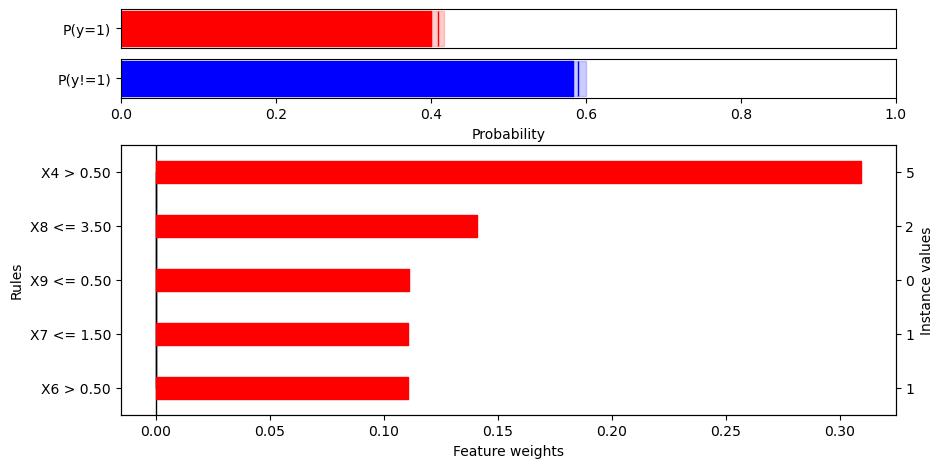 P(y=1)
P(y!=1)
0.0 0.2 0.4 0.6 0.8 1.0
Probability
X4 > 0.50 5
X8 <= 3.50 2
X9 <= 0.50 0
X7 <= 1.50 1
X6 > 0.50 1
Rules
Instance values
0.00 0.05 0.10 0.15 0.20 0.25 0.30
Feature weights